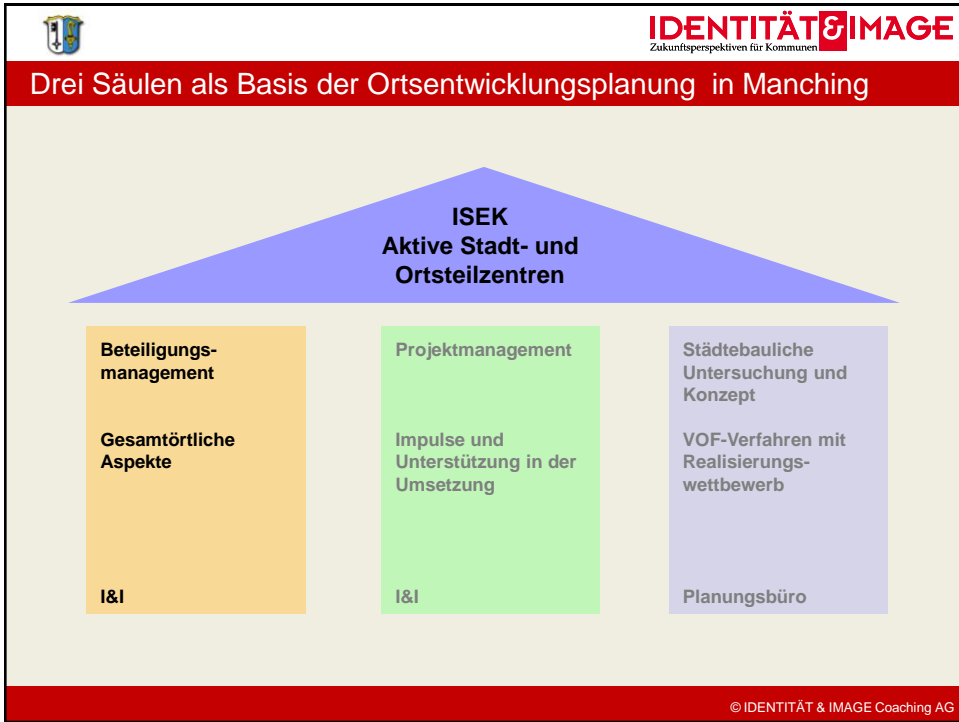 IDENTITÄT&IMAGE
Zukunftsperspektiven für Kommunen
Drei Säulen als Basis der Ortsentwicklungsplanung in Manching
ISEK
Aktive Stadt- und
Ortsteilzentren
Beteiligungs-
management
Gesamtörtliche
Aspekte
I&I
Projektmanagement
Impulse und
Unterstützung in der
Umsetzung
I&I
Städtebauliche
Untersuchung und
Konzept
VOF-Verfahren mit
Realisierungs-
wettbewerb
Planungsbüro
© IDENTITÄT & IMAGE Coaching AG